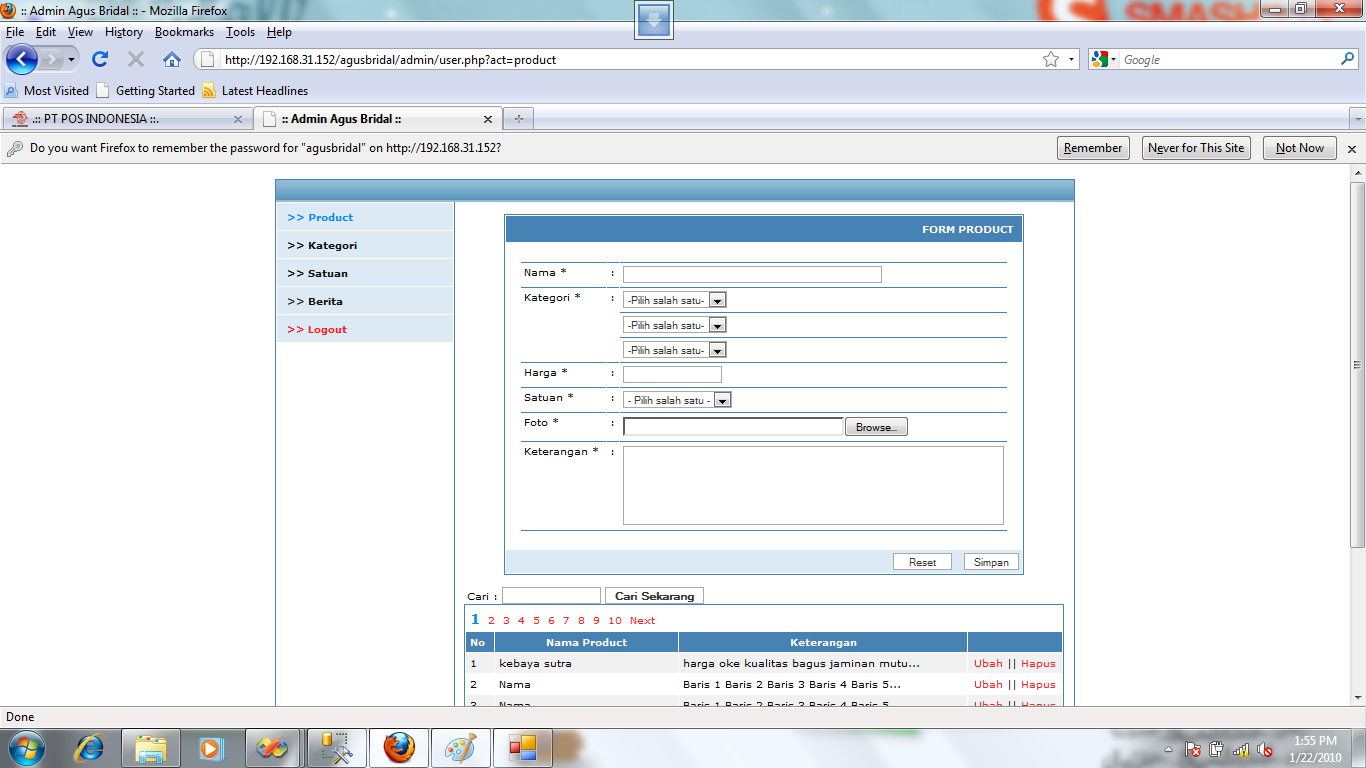 :: Admin Agus Bridal :: - Mozilla Firefox
SMASH
File Edit View History Bookmarks Tools Help
http://192.168.31.152/agusbridal/admin/user.php?act=product
Google
Most Visited Getting Started Latest Headlines
.:: PT POS INDONESIA ::.
:: Admin Agus Bridal ::
Do you want Firefox to remember the password for "agusbridal" on http://192.168.31.152?
Remember
Never for This Site
Not Now
>> Product
>> Kategori
>> Satuan
>> Berita
>> Logout
FORM PRODUCT
Nama * :
Kategori * : -Pilih salah satu-
-Pilih salah satu-
-Pilih salah satu-
Harga * :
Satuan * : - Pilih salah satu -
Foto * : Browse...
Keterangan * :
Reset Simpan
Cari : Cari Sekarang
1 2 3 4 5 6 7 8 9 10 Next
No Nama Product Keterangan
1 kebaya sutra harga oke kualitas bagus jaminan mutu... Ubah || Hapus
2 Nama Baris 1 Baris 2 Baris 3 Baris 4 Baris 5... Ubah || Hapus
3 Nama Baris 1 Baris 2 Baris 3 Baris 4 Baris 5 Ubah || Hapus
Done
1:55 PM
1/22/2010